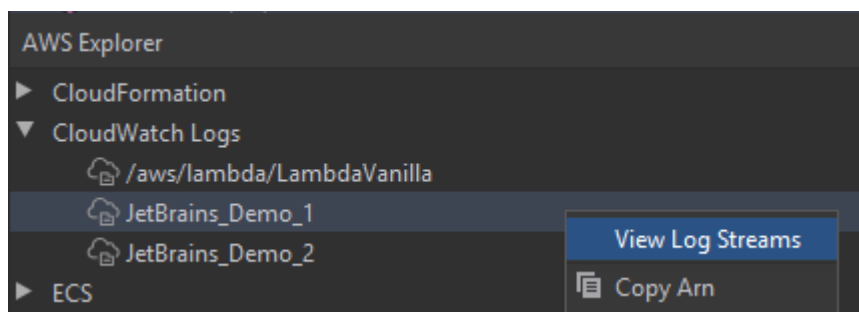 AWS Explorer
CloudFormation
CloudWatch Logs
/aws/lambda/LambdaVanilla
JetBrains_Demo_1
View Log Streams
JetBrains_Demo_2
Copy Arn
ECS